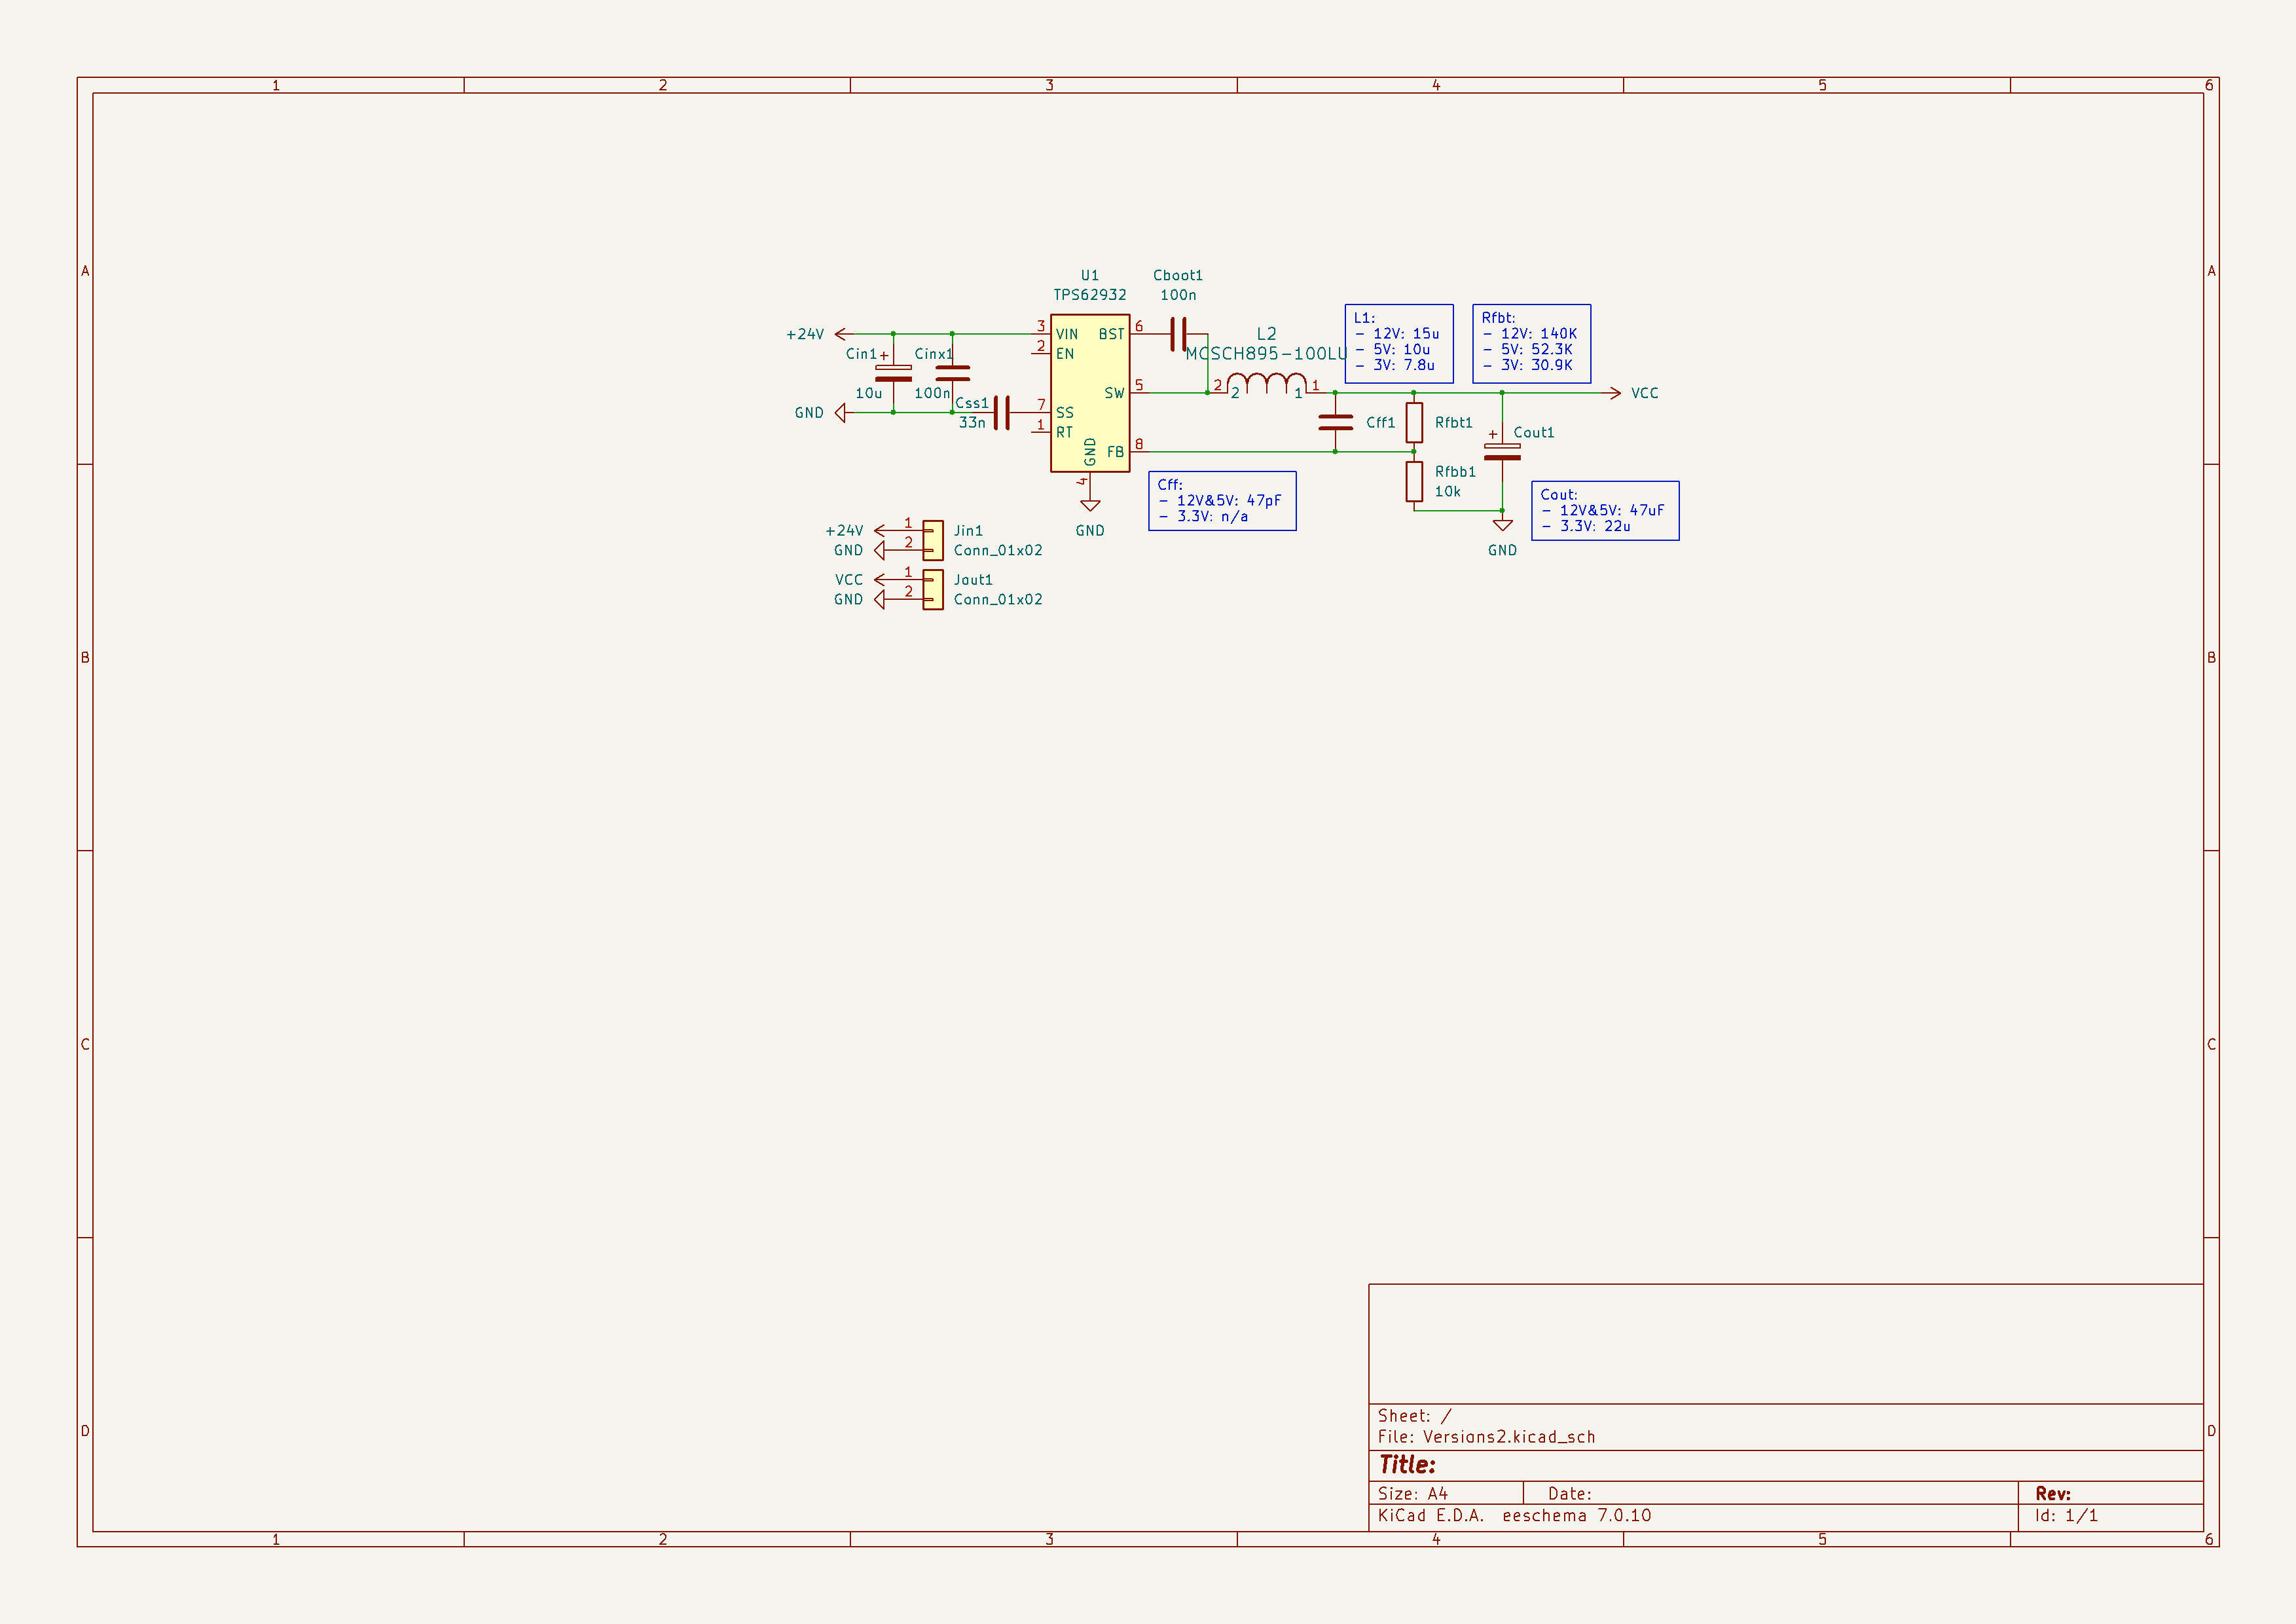 1 2 3 4 5 6
A A
U1
TPS62932
Cboot1
100n
+24V
3 VIN
BST 6
2 EN
Cin1
+
10u
Cinx1
100n
GND
Css1
33n
7 SS
1 RT
SW 5
FB 8
GND
4
GND
L2
MCSCH895-100LU
2 2 1 1
L1:
- 12V: 15u
- 5V: 10u
- 3V: 7.8u
Rfbt:
- 12V: 140K
- 5V: 52.3K
- 3V: 30.9K
VCC
Cff1
Rfbt1
Rfbb1
10k
+
Cout1
GND
Cff:
- 12V&5V: 47pF
- 3.3V: n/a
Cout:
- 12V&5V: 47uF
- 3.3V: 22u
+24V 1 Jin1
GND 2 Conn_01x02
VCC 1 Jout1
GND 2 Conn_01x02
B B
C C
D D
Sheet: /
File: Versions2.kicad_sch
Title:
Size: A4 Date: Rev:
KiCad E.D.A. eeschema 7.0.10 Id: 1/1
1 2 3 4 5 6